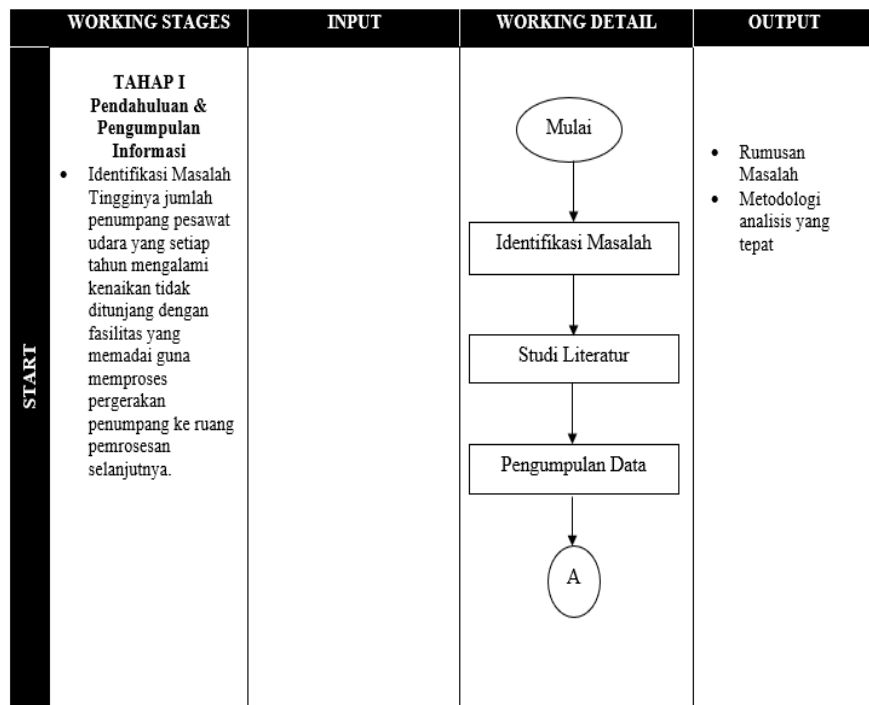 WORKING STAGES
INPUT
WORKING DETAIL
OUTPUT
START
TAHAP I
Pendahuluan &
Pengumpulan
Informasi
• Identifikasi Masalah
Tingginya jumlah
penumpang pesawat
udara yang setiap
tahun mengalami
kenaikan tidak
ditunjang dengan
fasilitas yang
memadai guna
memproses
pergerakan
penumpang ke ruang
pemrosesan
selanjutnya.
Mulai
Identifikasi Masalah
Studi Literatur
Pengumpulan Data
A
• Rumusan
Masalah
• Metodologi
analisis yang
tepat